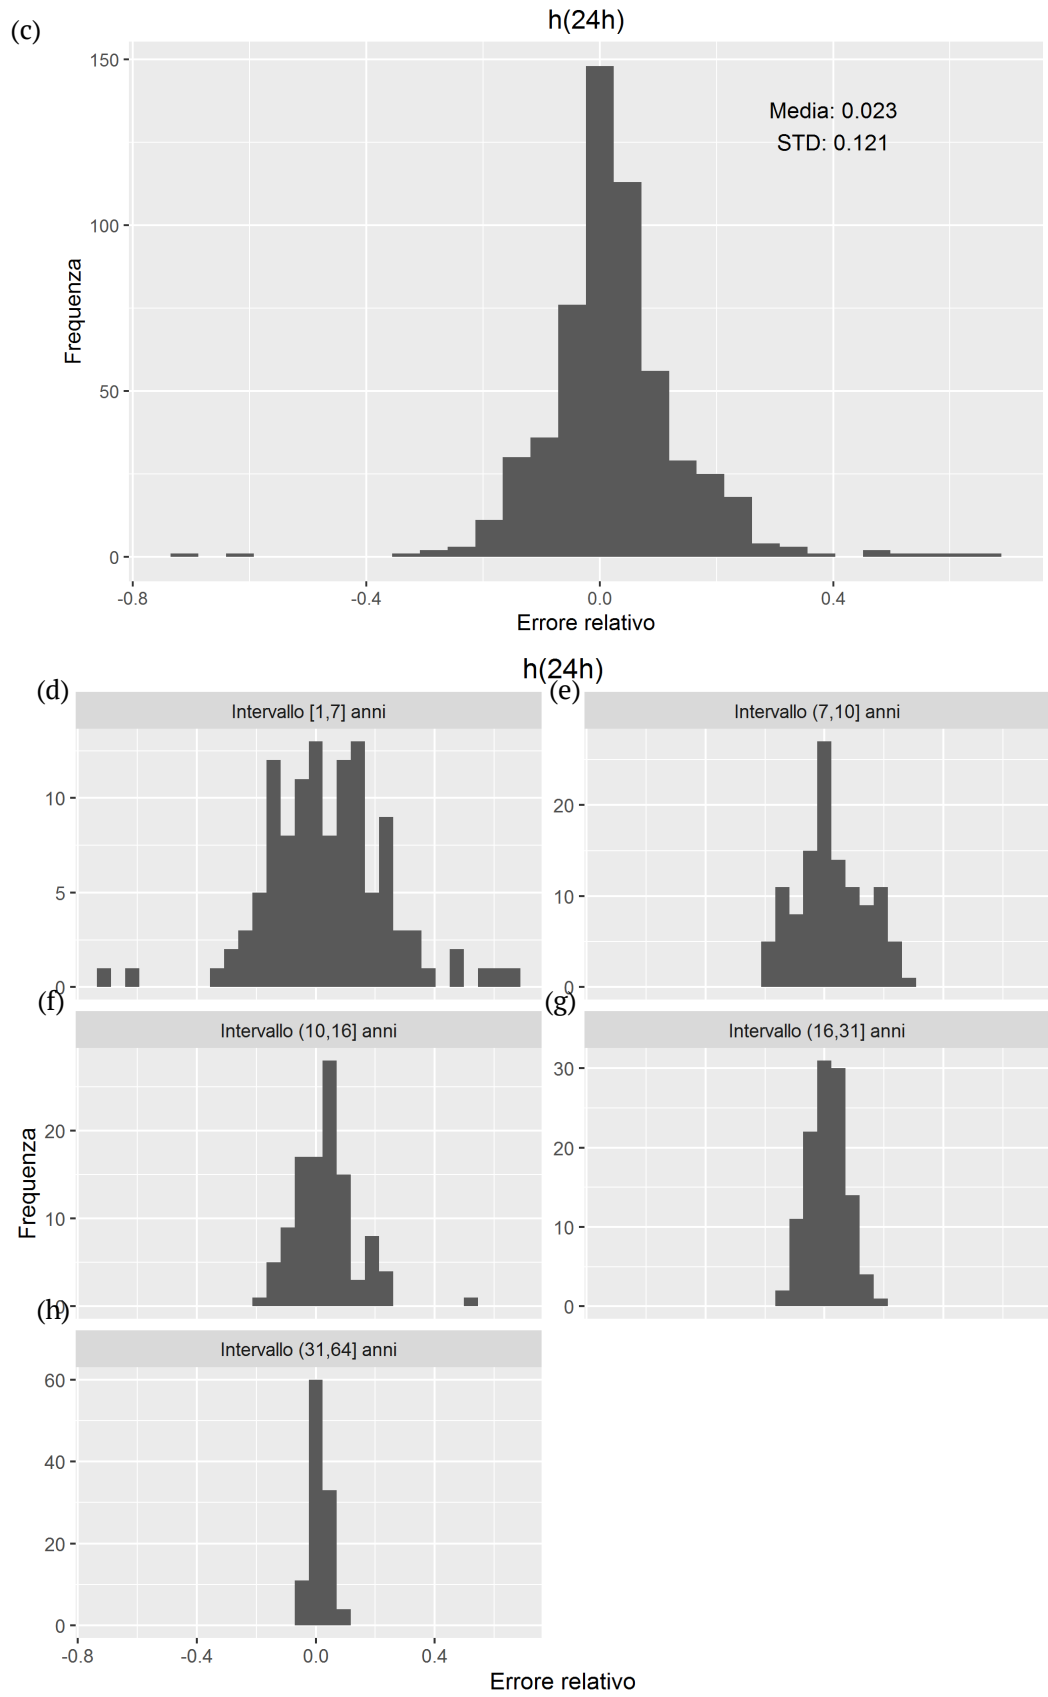 (c)
h(24h)
150
Media: 0.023
STD: 0.121
100
Frequenza
50
0
-0.8 -0.4 0.0 0.4
Errore relativo
h(24h)
(d) (e)
Intervallo [1,7] anni Intervallo (7,10] anni
10 20
5 10
0 0
(f) (g)
Intervallo (10,16] anni Intervallo (16,31] anni
30
20 20
Frequenza
10 10
0 0
(h)
Intervallo (31,64] anni
60
40
20
0
-0.8 -0.4 0.0 0.4
Errore relativo